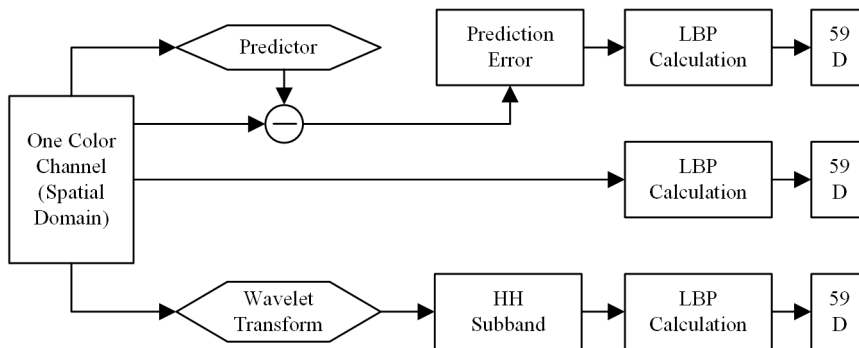 Predictor
Prediction
Error
LBP
Calculation
59
D
One Color
Channel
(Spatial
Domain)
LBP
Calculation
59
D
Wavelet
Transform
HH
Subband
LBP
Calculation
59
D